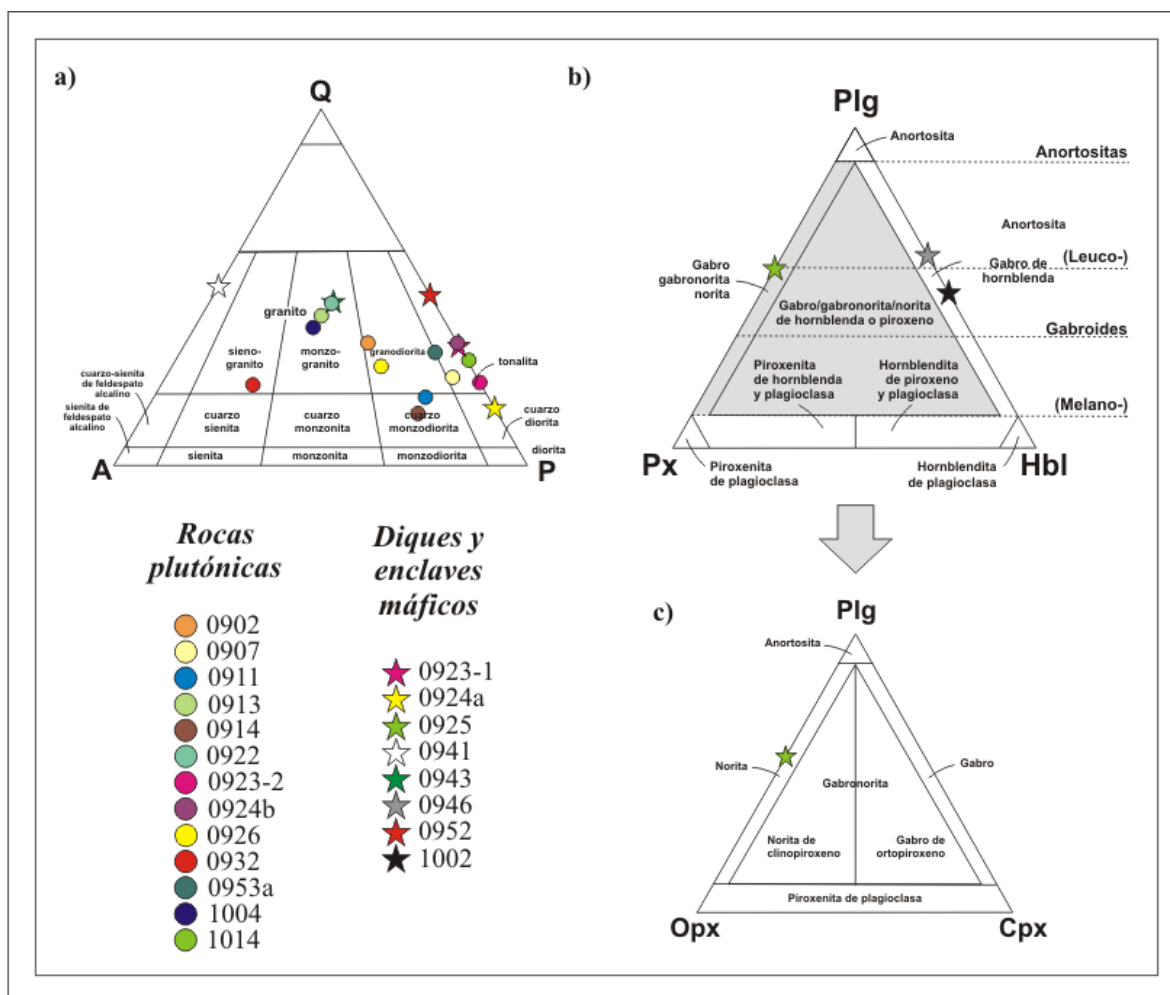 a)
Q
granito
sieno-
granito
monzo-
granito
granodiorita
tonalita
cuarzo-sienita
de feldespato
alcalino
sienita de
feldespato
alcalino
cuarzo
sienita
cuarzo
monzonita
cuarzo
monzodiorita
cuarzo
diorita
sienita
monzonita
monzodiorita
diorita
A
P
b)
Plg
Anortosita
Anortositas
Anortosita
(Leuco-)
Gabro
gabronorita
norita
Gabro de
hornblenda
Gabro/gabronorita/norita
de hornblenda o piroxeno
Gabroides
Piroxenita
de hornblenda
y plagioclasa
Hornblendita
de piroxeno
y plagioclasa
(Melano-)
Px
Hbl
Piroxenita
de plagioclasa
Hornblendita
de plagioclasa
Rocas
plutónicas
0902
0907
0911
0913
0914
0922
0923-2
0924b
0926
0932
0953a
1004
1014
Diques y
enclaves
máficos
0923-1
0924a
0925
0941
0943
0946
0952
1002
c)
Plg
Anortosita
Norita
Gabro
Gabronorita
Norita de
clinopiroxeno
Gabro de
ortopiroxeno
Piroxenita de plagioclasa
Opx
Cpx